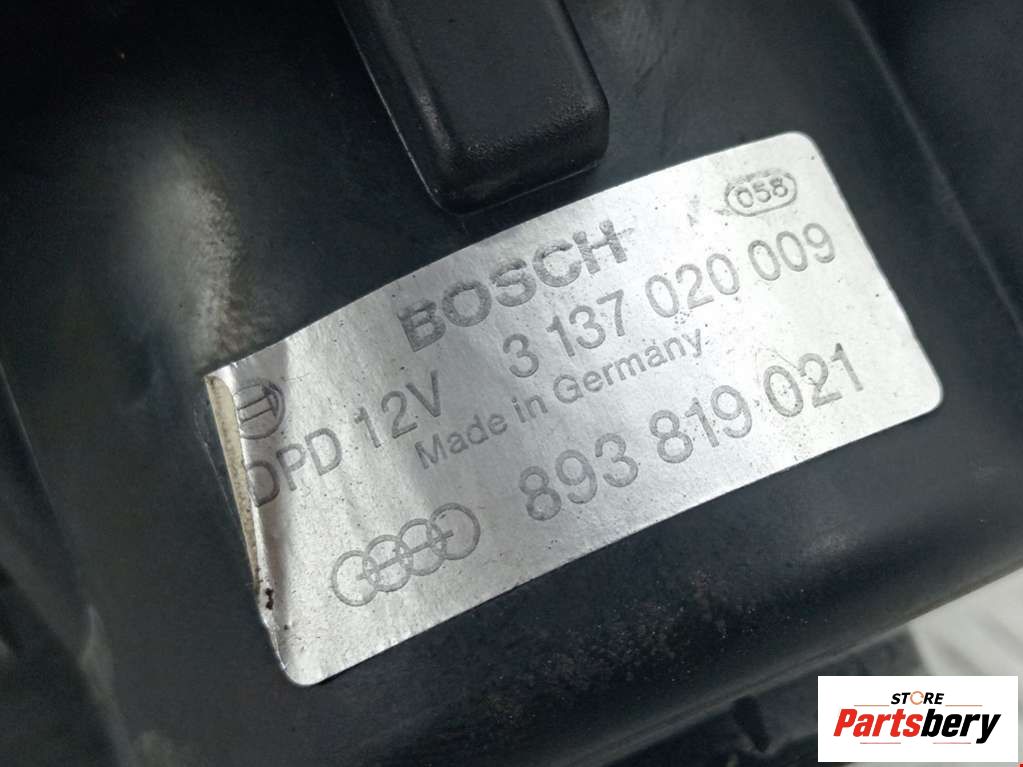 058
BOSCH
DPD 12V 3 137 020 009
Made in Germany
893 819 021
STORE
Partsbery